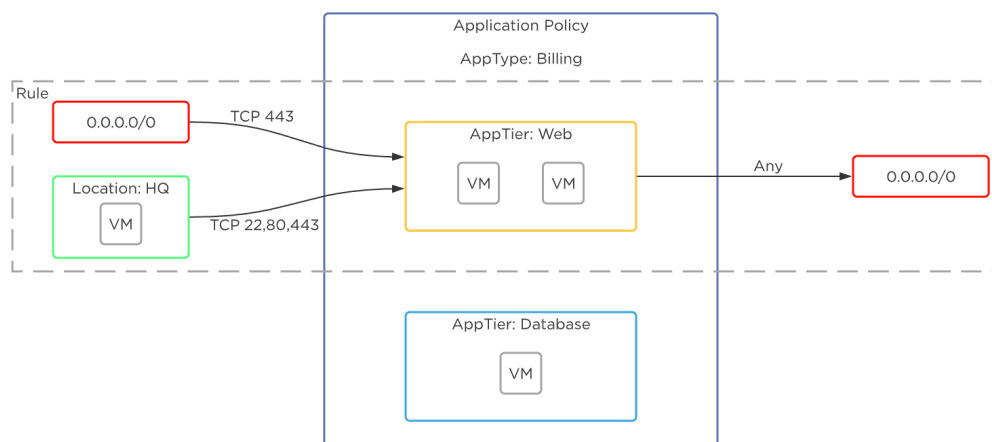 Application Policy
AppType: Billing
Rule
0.0.0.0/0
TCP 443
Location: HQ
VM
TCP 22,80,443
AppTier: Web
VM
VM
Any
0.0.0.0/0
AppTier: Database
VM